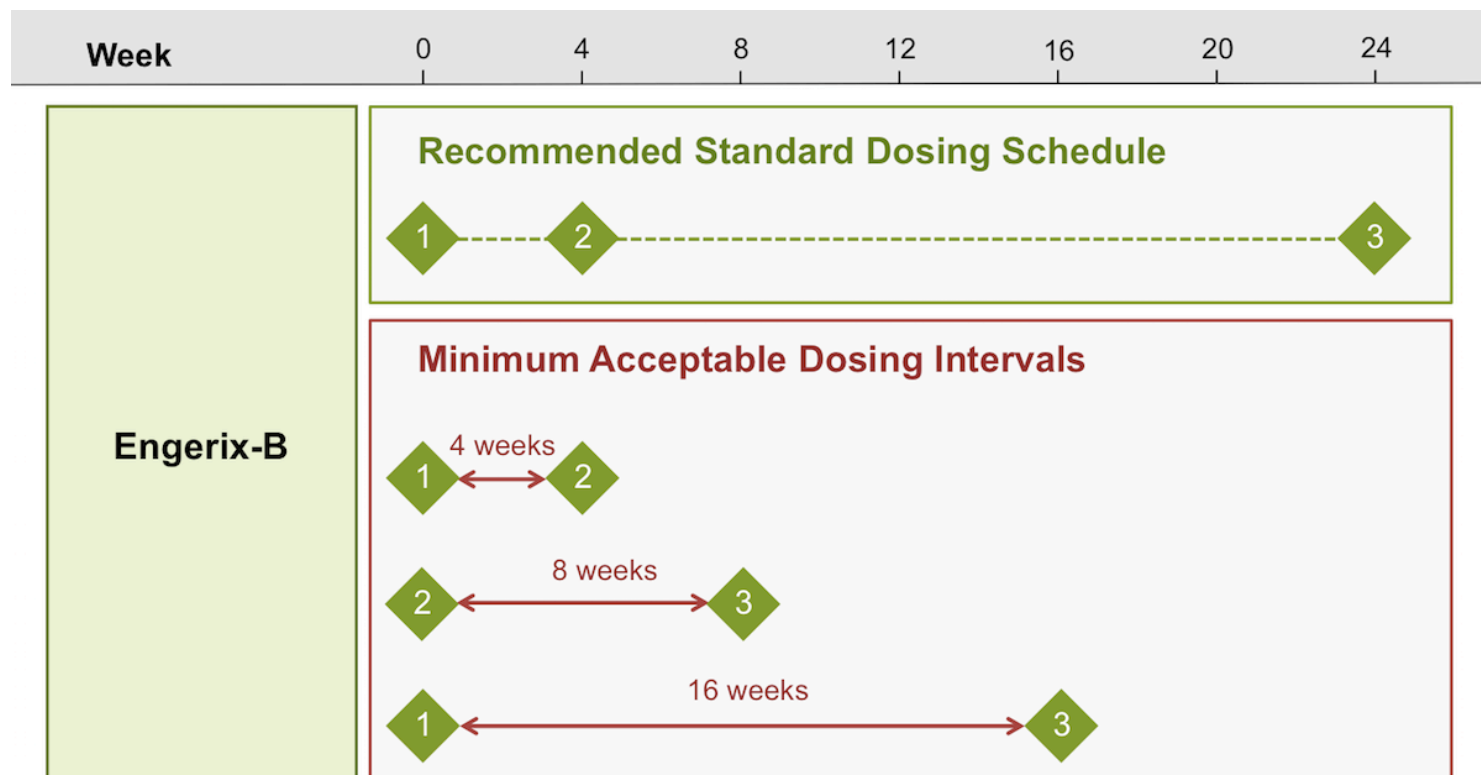 Week 0 4 8 12 16 20 24
Recommended Standard Dosing Schedule
1 2 3
Minimum Acceptable Dosing Intervals
Engerix-B
4 weeks
1 2
8 weeks
2 3
16 weeks
1 3